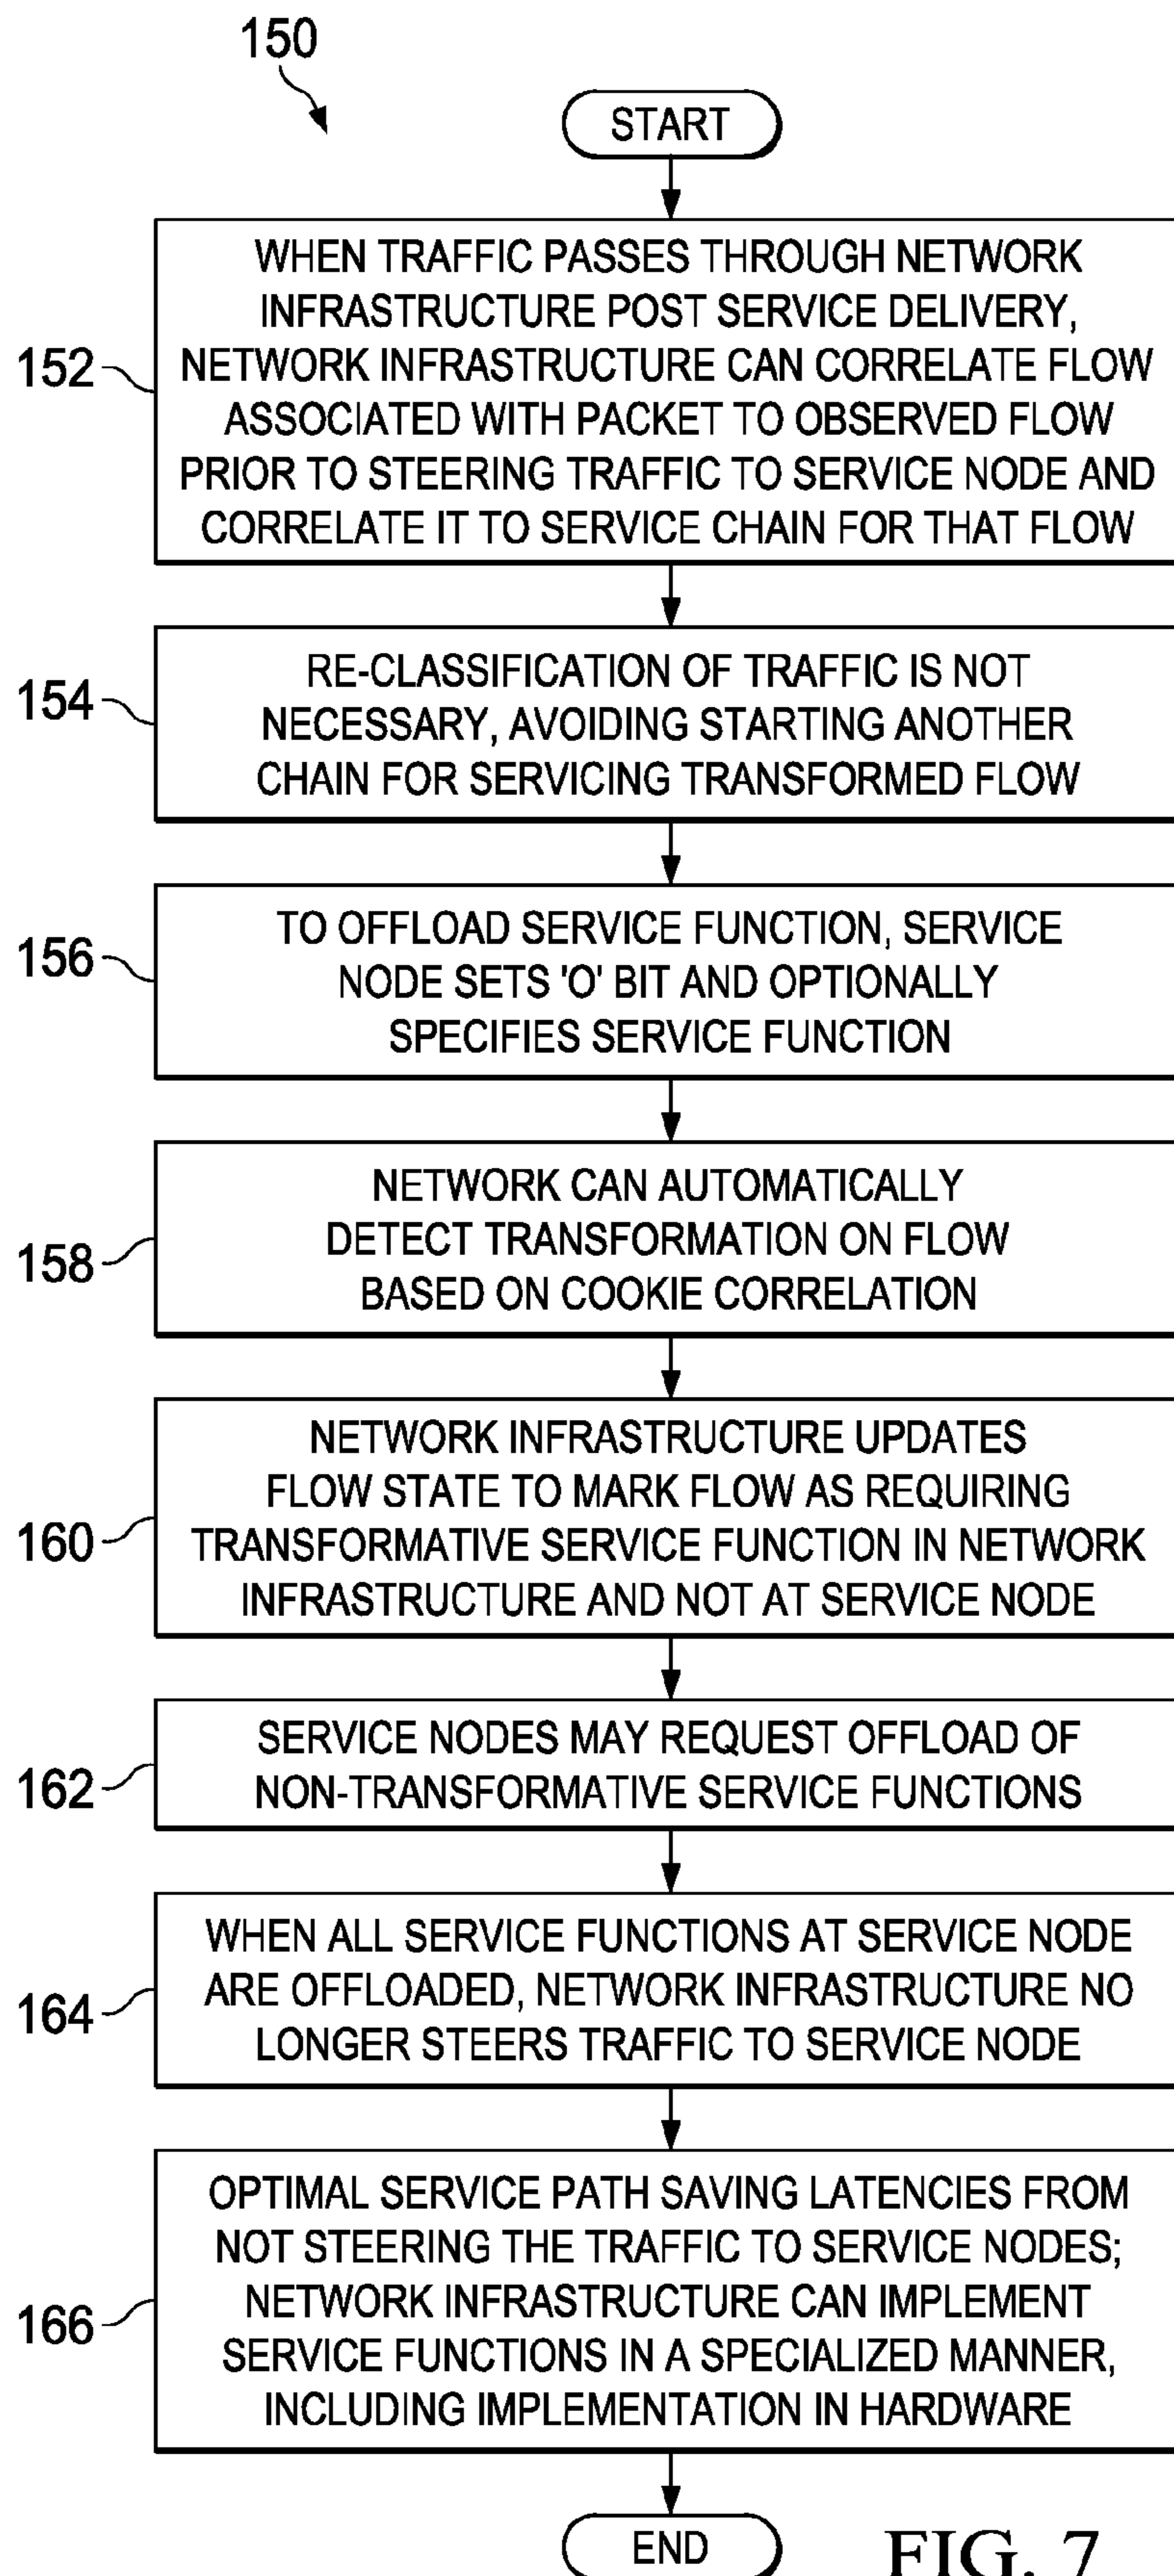 150
START
WHEN TRAFFIC PASSES THROUGH NETWORK
INFRASTRUCTURE POST SERVICE DELIVERY,
NETWORK INFRASTRUCTURE CAN CORRELATE FLOW
ASSOCIATED WITH PACKET TO OBSERVED FLOW
PRIOR TO STEERING TRAFFIC TO SERVICE NODE AND
CORRELATE IT TO SERVICE CHAIN FOR THAT FLOW
152
RE-CLASSIFICATION OF TRAFFIC IS NOT
NECESSARY, AVOIDING STARTING ANOTHER
CHAIN FOR SERVICING TRANSFORMED FLOW
154
TO OFFLOAD SERVICE FUNCTION, SERVICE
NODE SETS 'O' BIT AND OPTIONALLY
SPECIFIES SERVICE FUNCTION
156
NETWORK CAN AUTOMATICALLY
DETECT TRANSFORMATION ON FLOW
BASED ON COOKIE CORRELATION
158
NETWORK INFRASTRUCTURE UPDATES
FLOW STATE TO MARK FLOW AS REQUIRING
TRANSFORMATIVE SERVICE FUNCTION IN NETWORK
INFRASTRUCTURE AND NOT AT SERVICE NODE
160
SERVICE NODES MAY REQUEST OFFLOAD OF
NON-TRANSFORMATIVE SERVICE FUNCTIONS
162
WHEN ALL SERVICE FUNCTIONS AT SERVICE NODE
ARE OFFLOADED, NETWORK INFRASTRUCTURE NO
LONGER STEERS TRAFFIC TO SERVICE NODE
164
OPTIMAL SERVICE PATH SAVING LATENCIES FROM
NOT STEERING THE TRAFFIC TO SERVICE NODES;
NETWORK INFRASTRUCTURE CAN IMPLEMENT
SERVICE FUNCTIONS IN A SPECIALIZED MANNER,
INCLUDING IMPLEMENTATION IN HARDWARE
166
END
FIG. 7